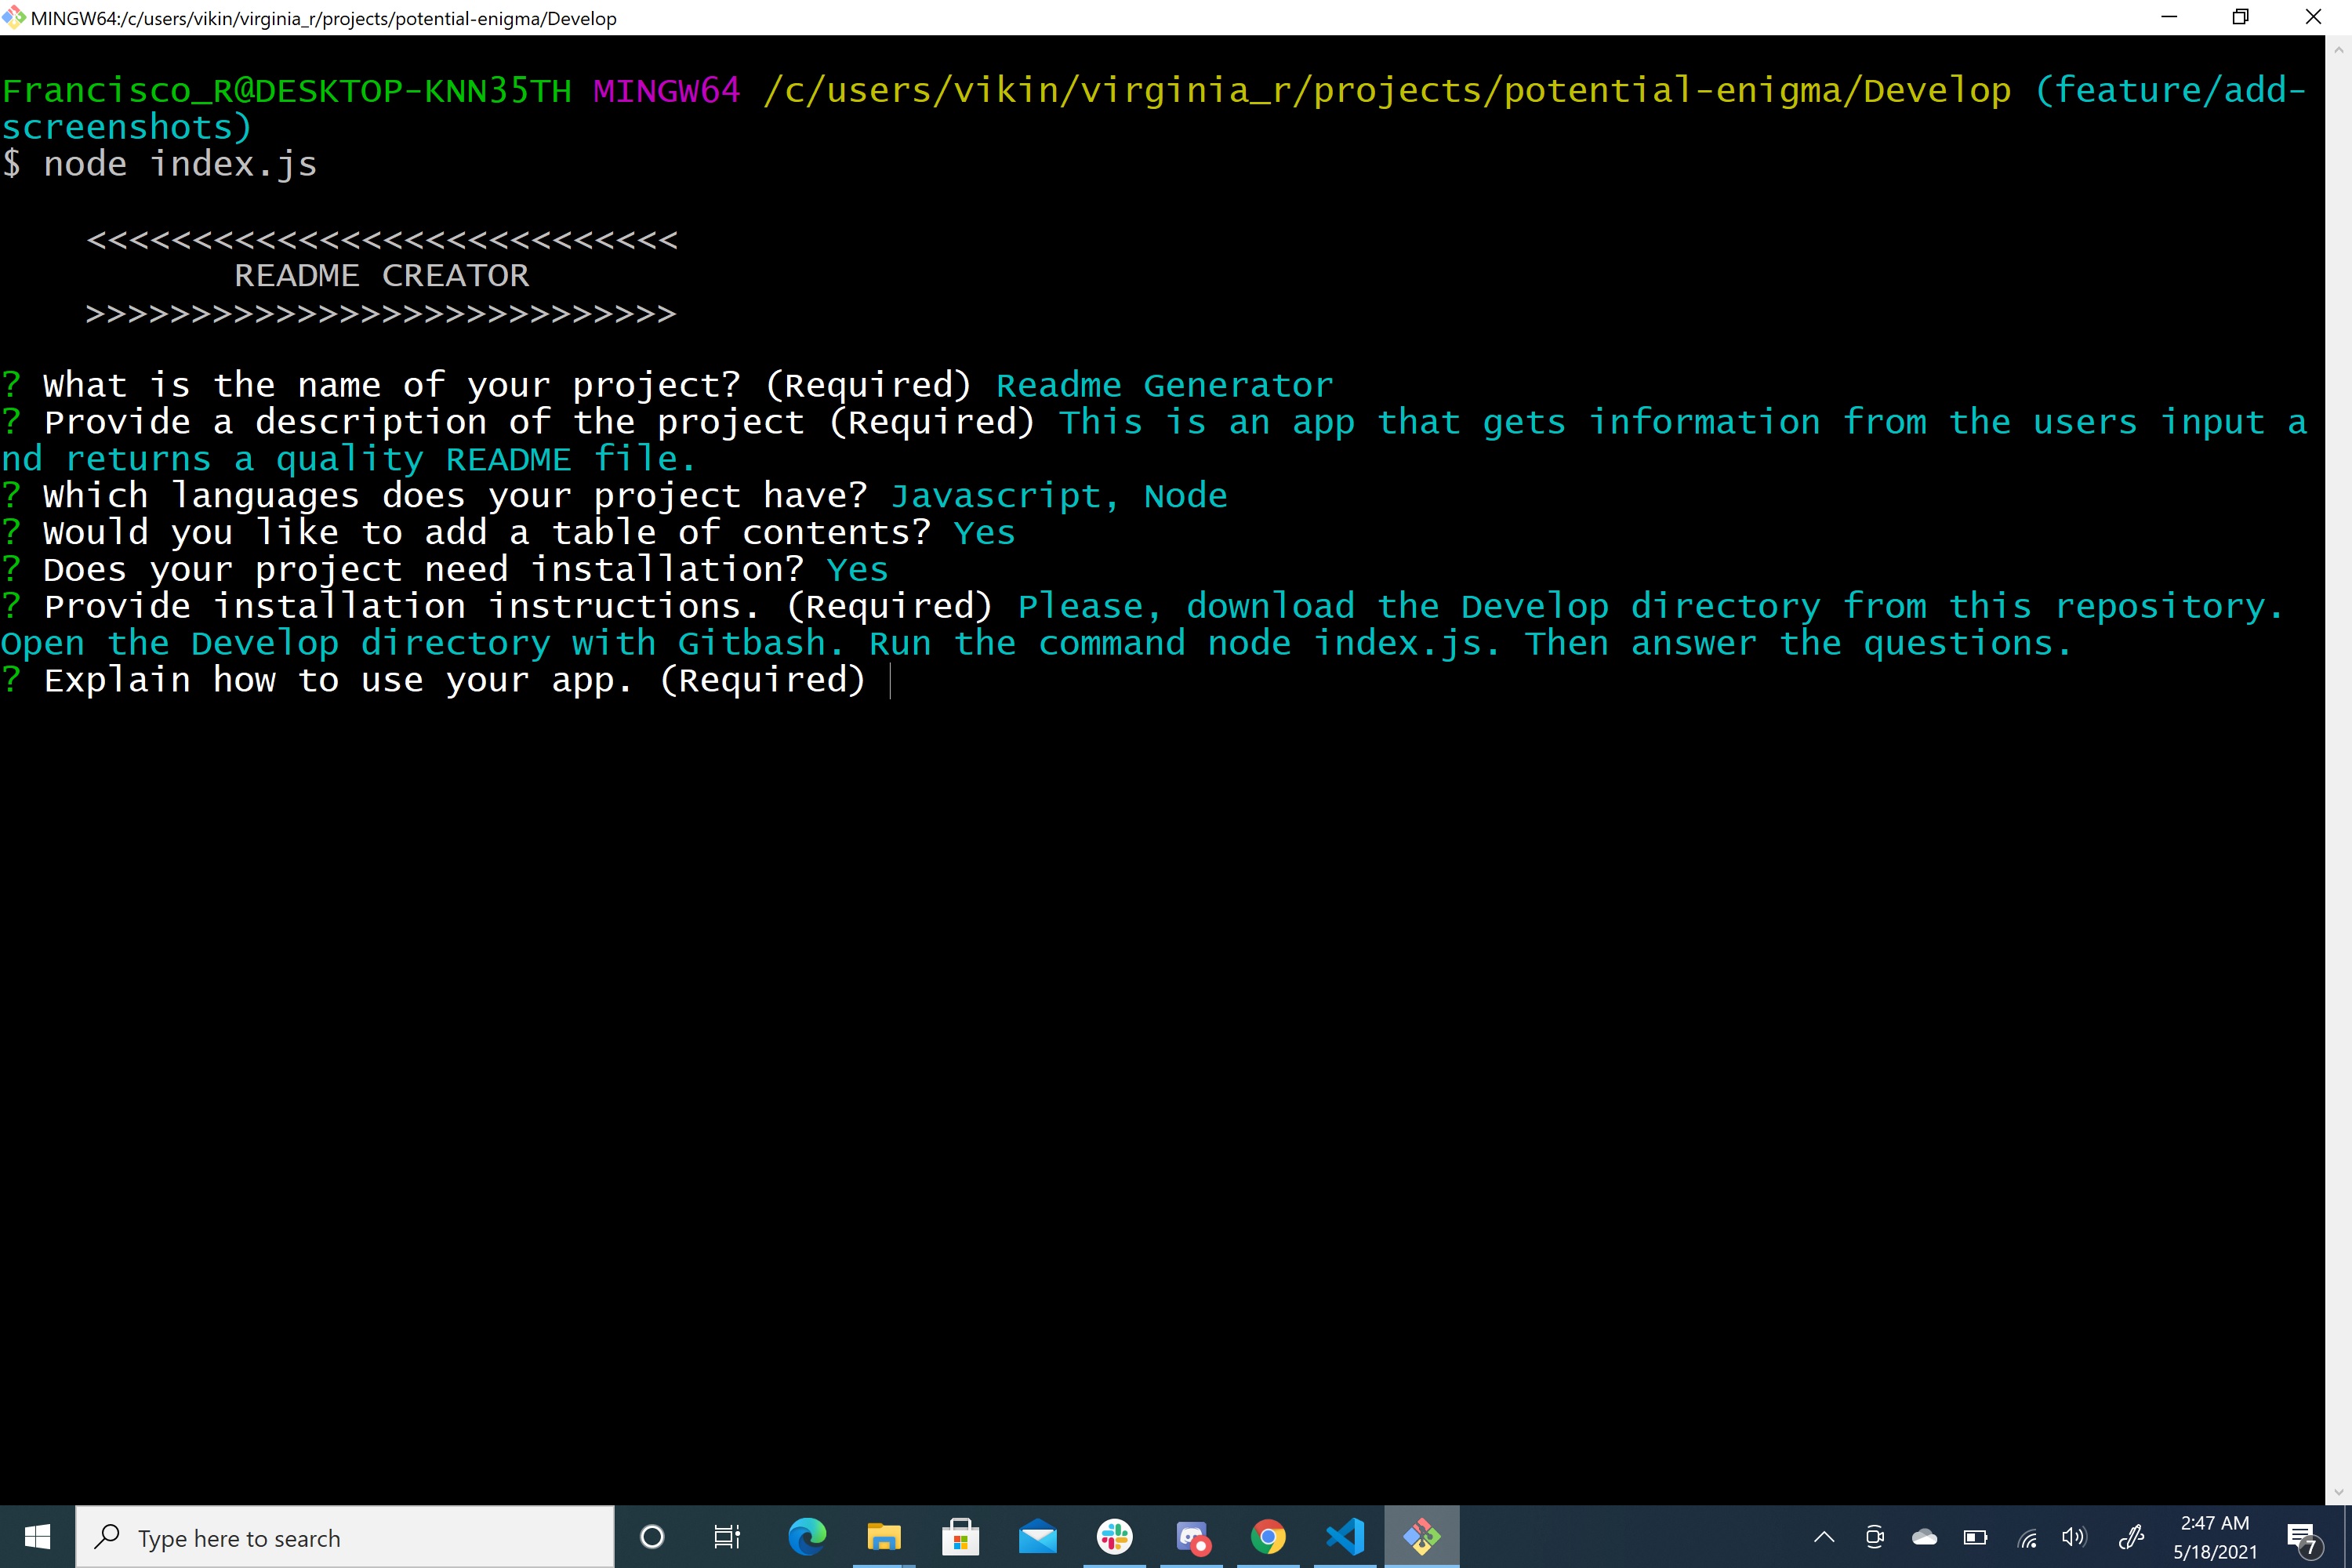 MINGW64:/c/users/vikin/virginia_r/projects/potential-enigma/Develop
Francisco_R@DESKTOP-KNN35TH MINGW64 /c/users/vikin/virginia_r/projects/potential-enigma/Develop (feature/add-
screenshots)
$ node index.js
<<<<<<<<<<<<<<<<<<<<<<<<<<<<
README CREATOR
>>>>>>>>>>>>>>>>>>>>>>>>>>>>
? What is the name of your project? (Required) Readme Generator
? Provide a description of the project (Required) This is an app that gets information from the users input a
nd returns a quality README file.
? Which languages does your project have? Javascript, Node
? Would you like to add a table of contents? Yes
? Does your project need installation? Yes
? Provide installation instructions. (Required) Please, download the Develop directory from this repository.
Open the Develop directory with Gitbash. Run the command node index.js. Then answer the questions.
? Explain how to use your app. (Required)
Type here to search
2:47 AM
5/18/2021
7